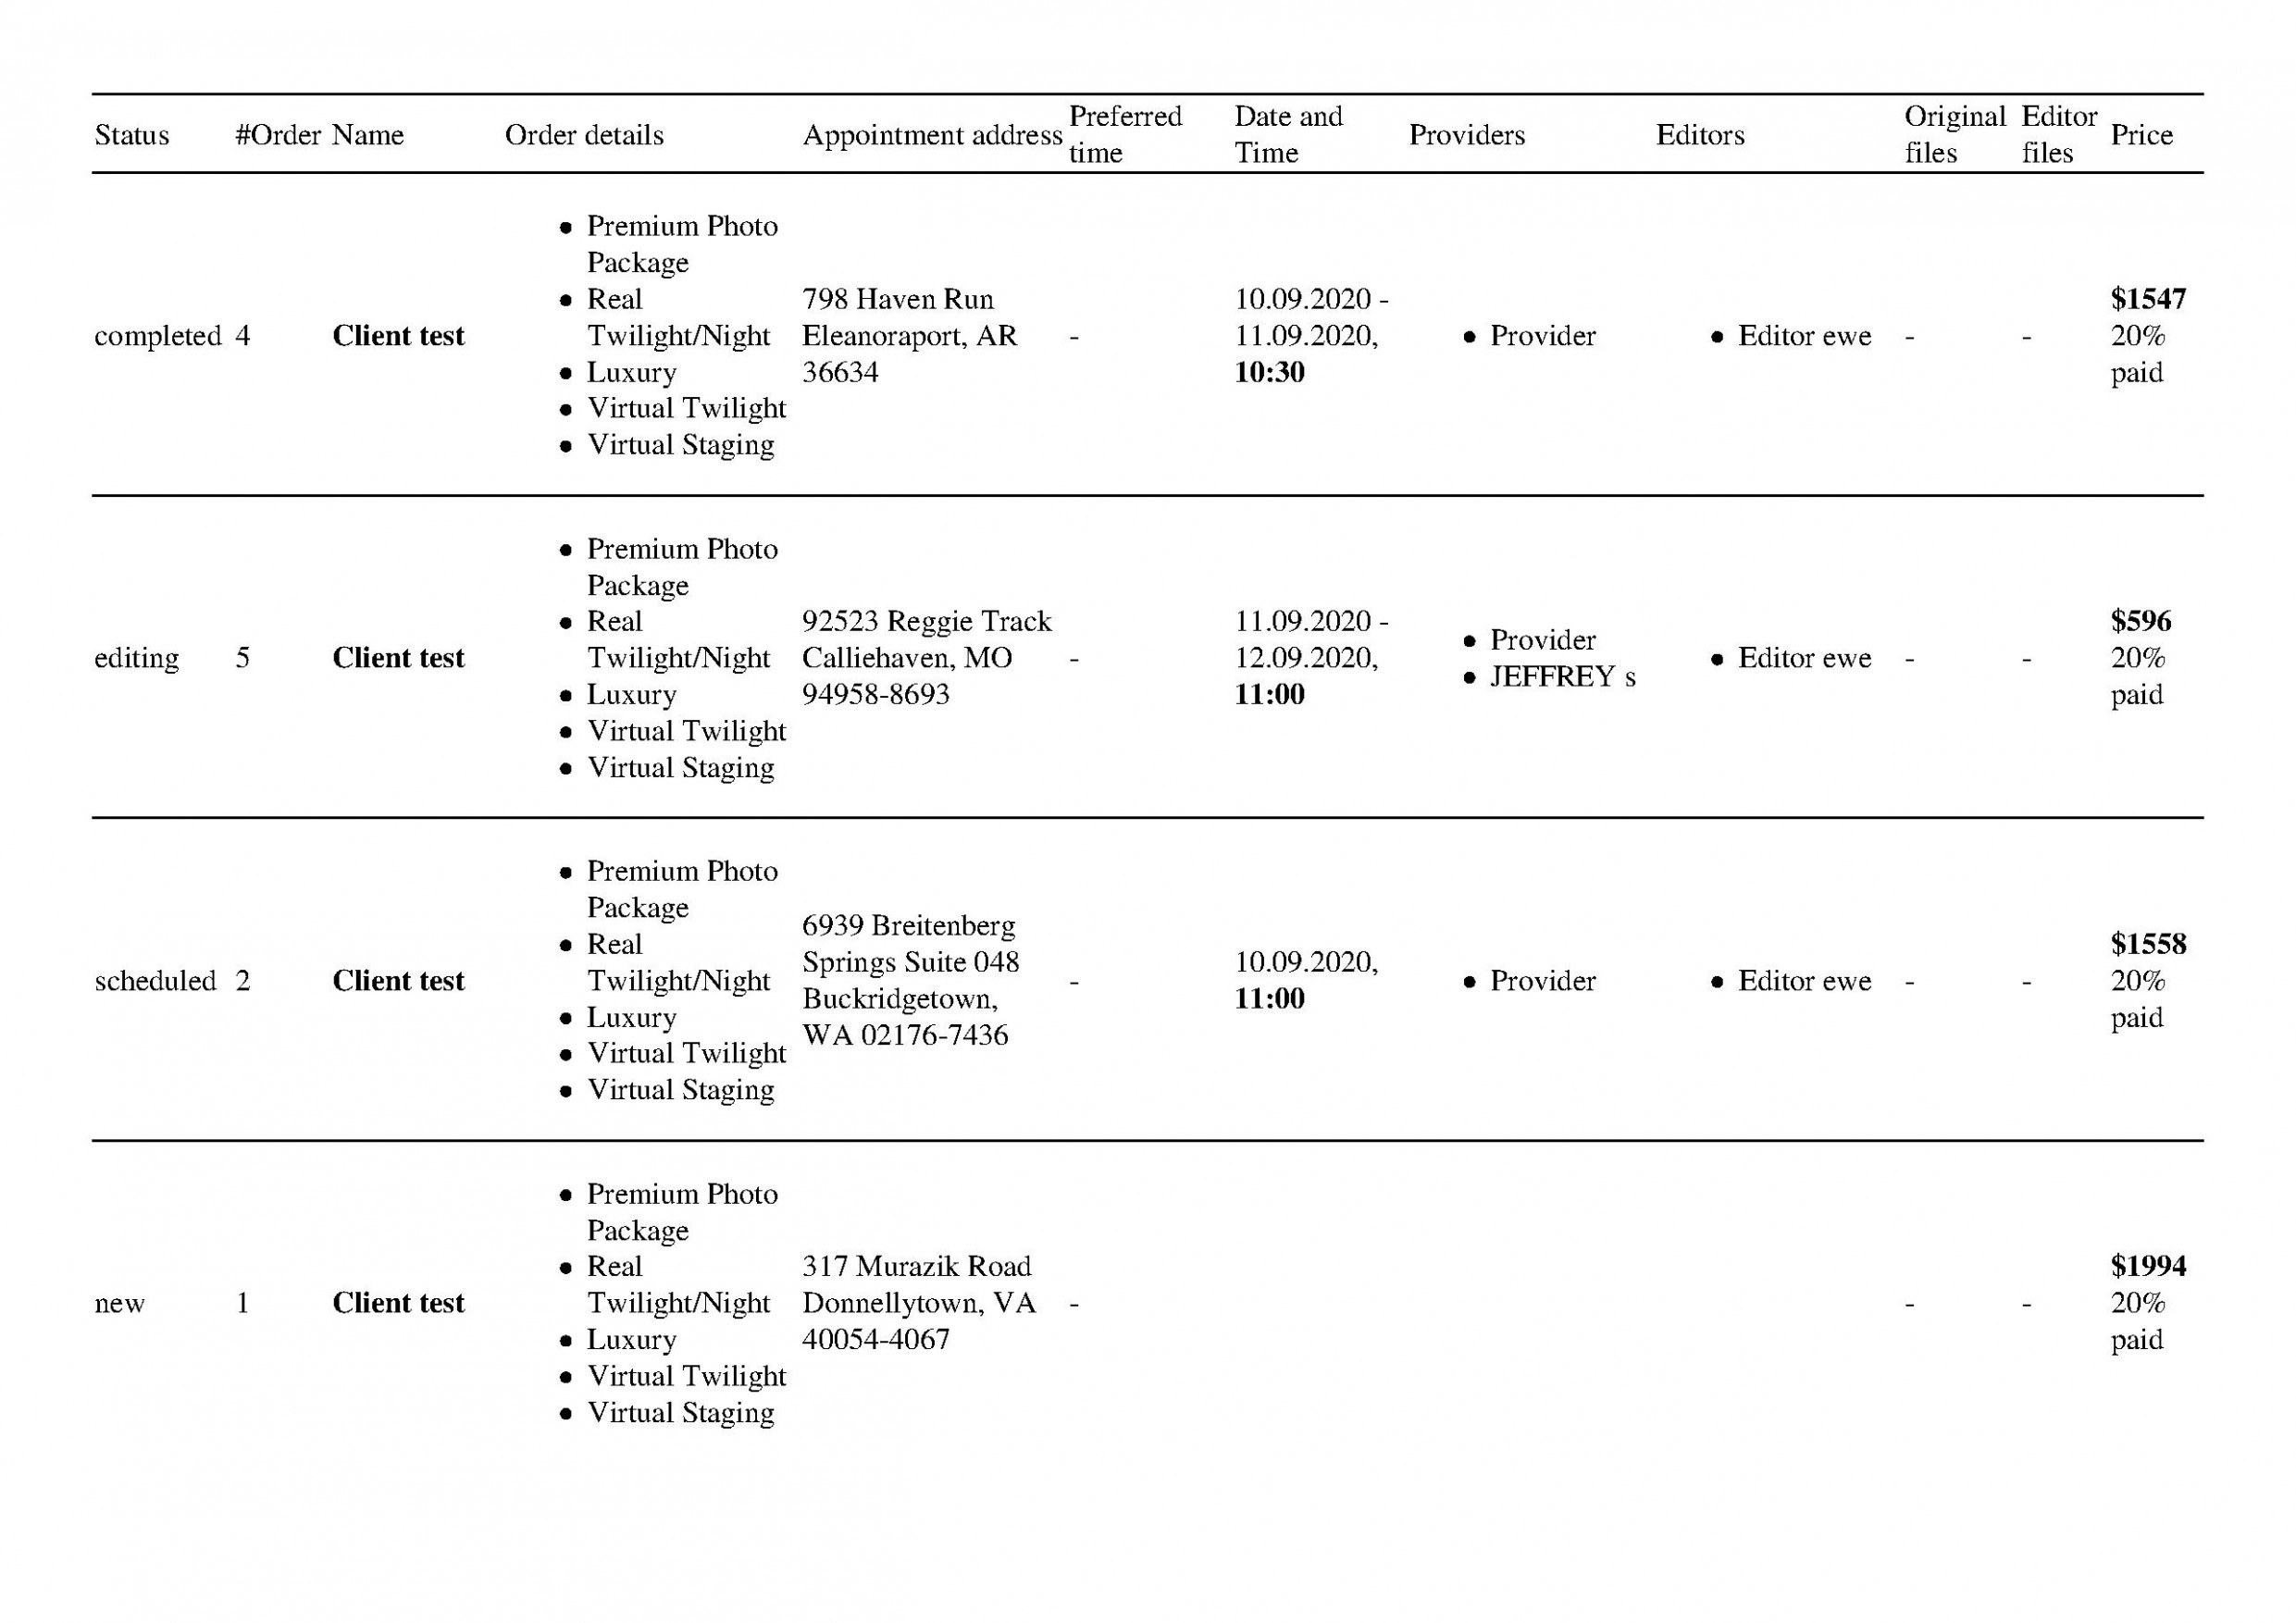 Status #Order Name Order details Appointment address Preferred time Date and Time Providers Editors Original files Editor files Price
completed 4 Client test
• Premium Photo
Package
• Real
Twilight/Night
• Luxury
• Virtual Twilight
• Virtual Staging
798 Haven Run
Eleanoraport, AR
36634
-
10.09.2020 -
11.09.2020,
10:30
• Provider
• Editor ewe
-
-
$1547
20%
paid
editing 5 Client test
• Premium Photo
Package
• Real
Twilight/Night
• Luxury
• Virtual Twilight
• Virtual Staging
92523 Reggie Track
Calliehaven, MO
94958-8693
-
11.09.2020 -
12.09.2020,
11:00
• Provider
• JEFFREY s
• Editor ewe
-
-
$596
20%
paid
scheduled 2 Client test
• Premium Photo
Package
• Real
Twilight/Night
• Luxury
• Virtual Twilight
• Virtual Staging
6939 Breitenberg
Springs Suite 048
Buckridgetown,
WA 02176-7436
-
10.09.2020,
11:00
• Provider
• Editor ewe
-
-
$1558
20%
paid
new 1 Client test
• Premium Photo
Package
• Real
Twilight/Night
• Luxury
• Virtual Twilight
• Virtual Staging
317 Murazik Road
Donnellytown, VA
40054-4067
-
-
-
$1994
20%
paid